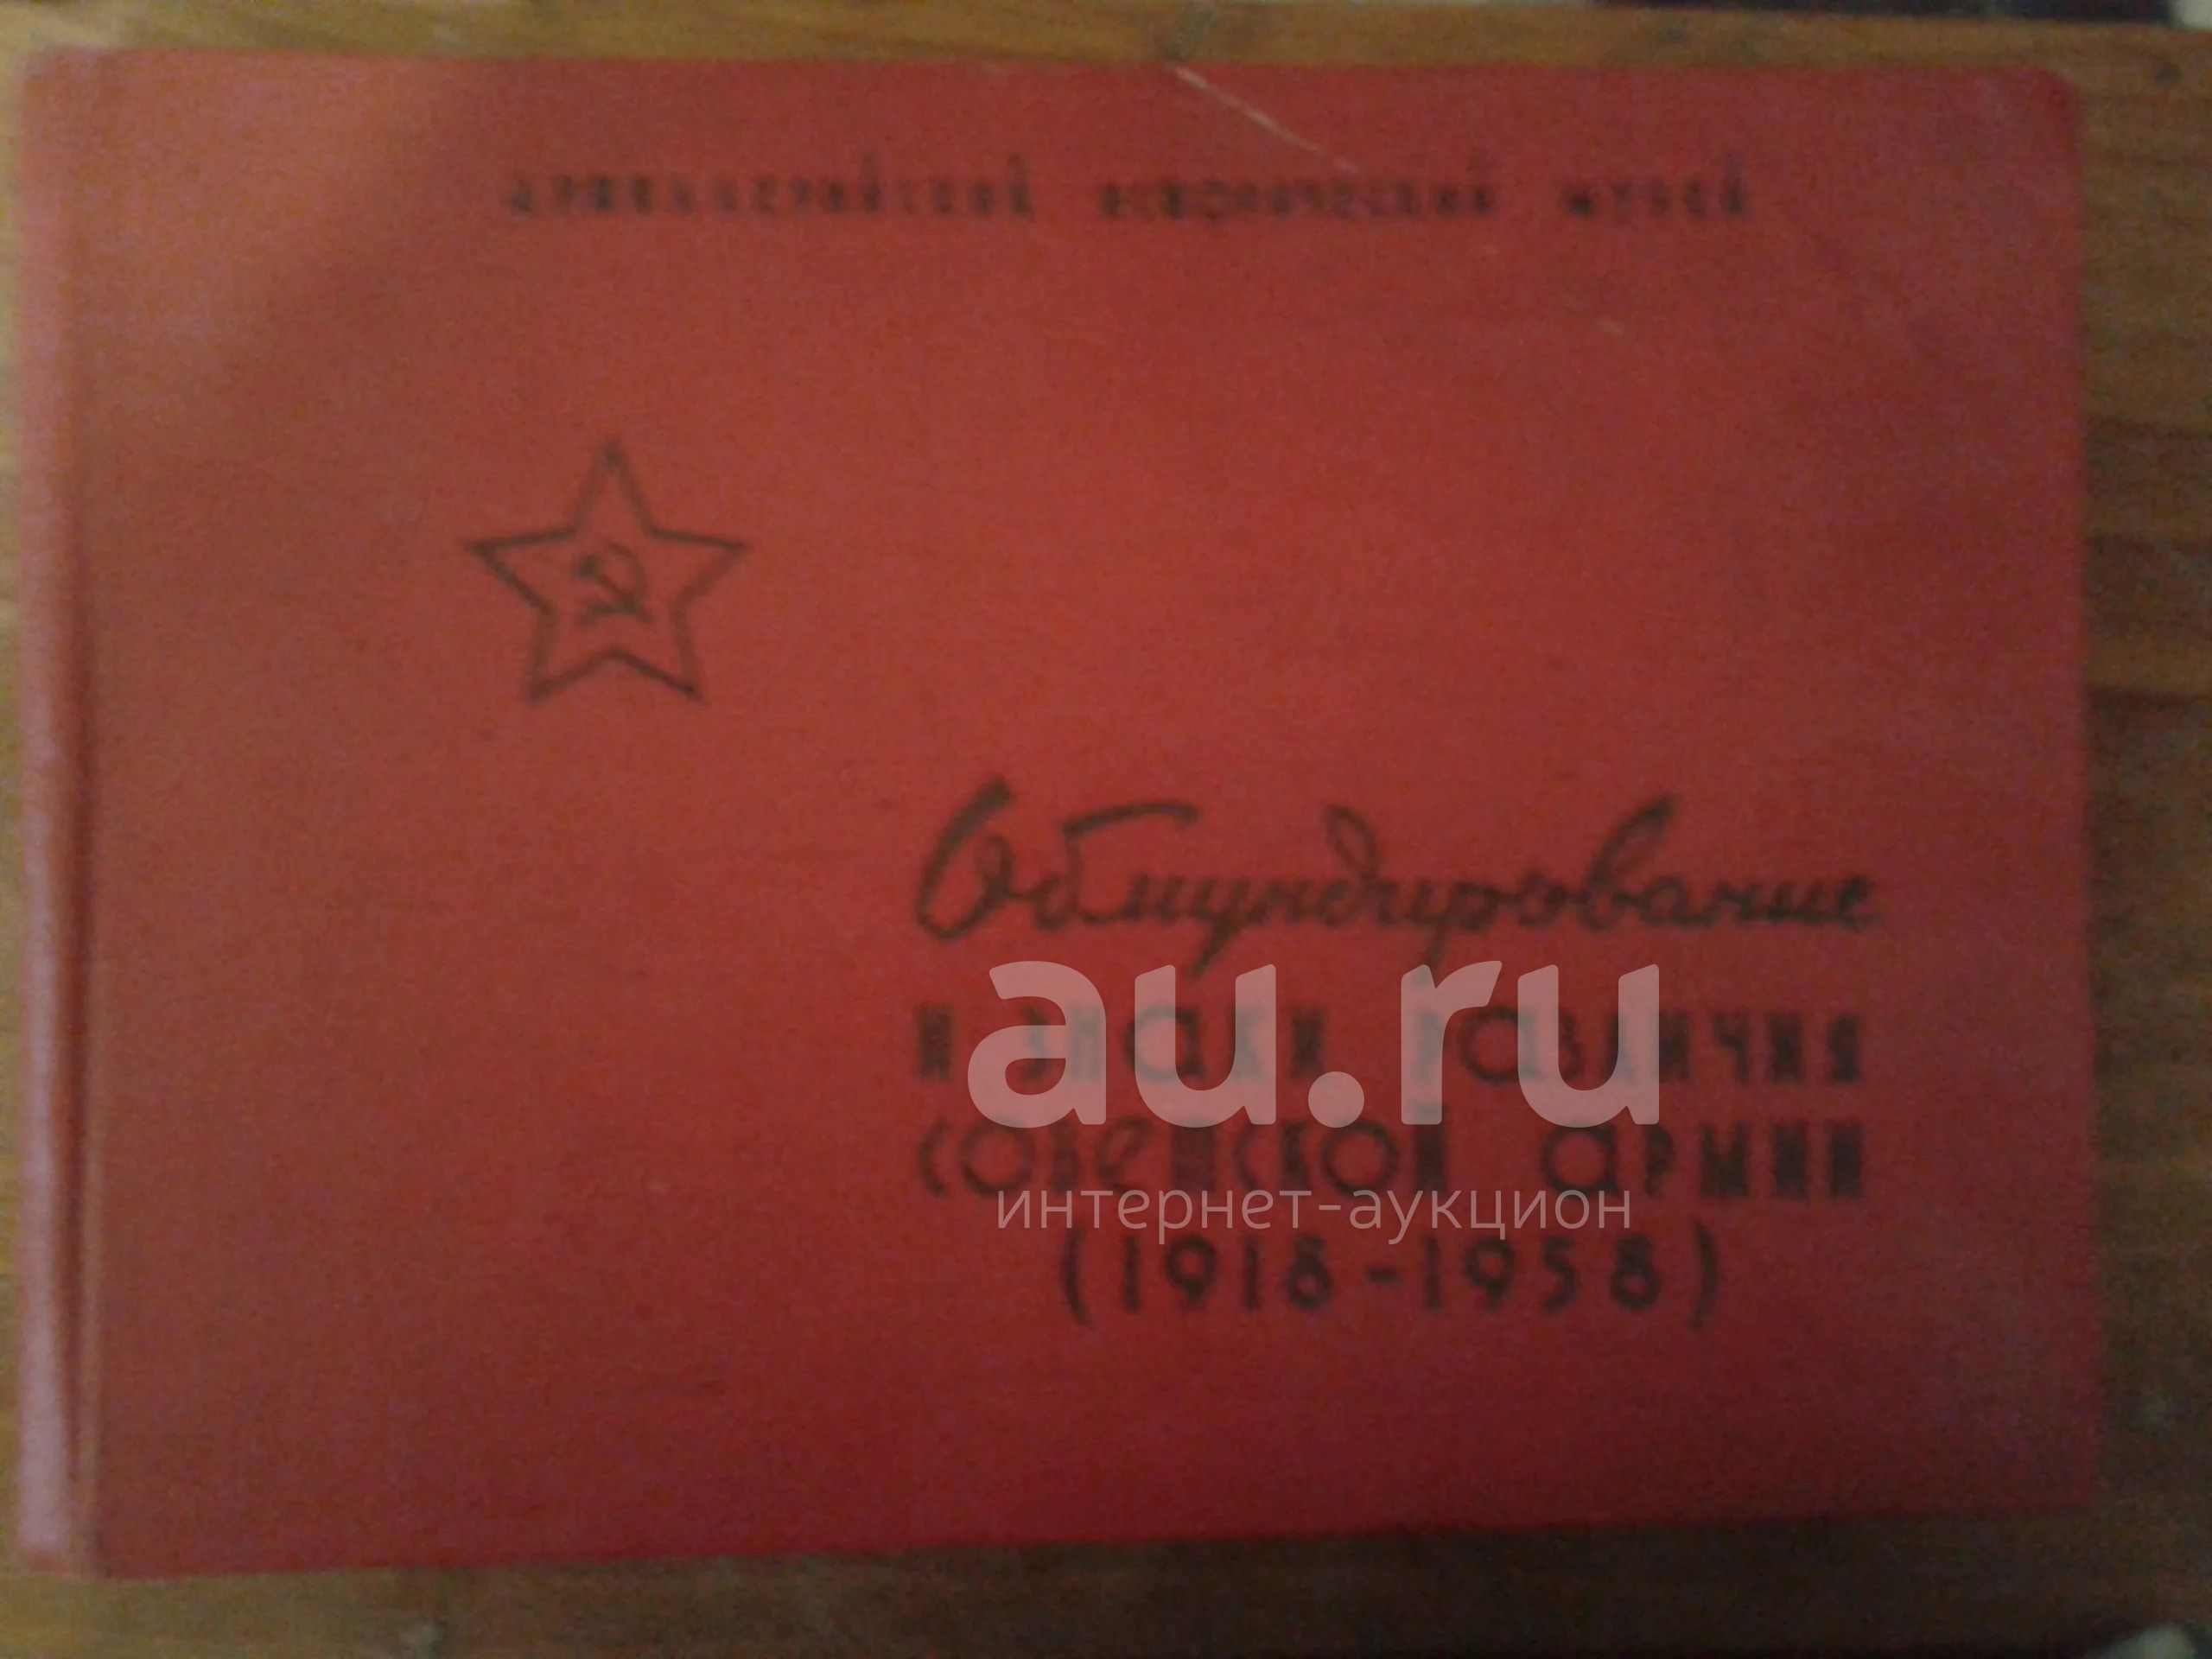 АРТИЛЛЕРИЙСКИЙ ИСТОРИЧЕСКИЙ МУЗЕЙ
Обмундирование
au.ru
и знаки различия
советской армии
интернет-аукцион
(1918-1958)